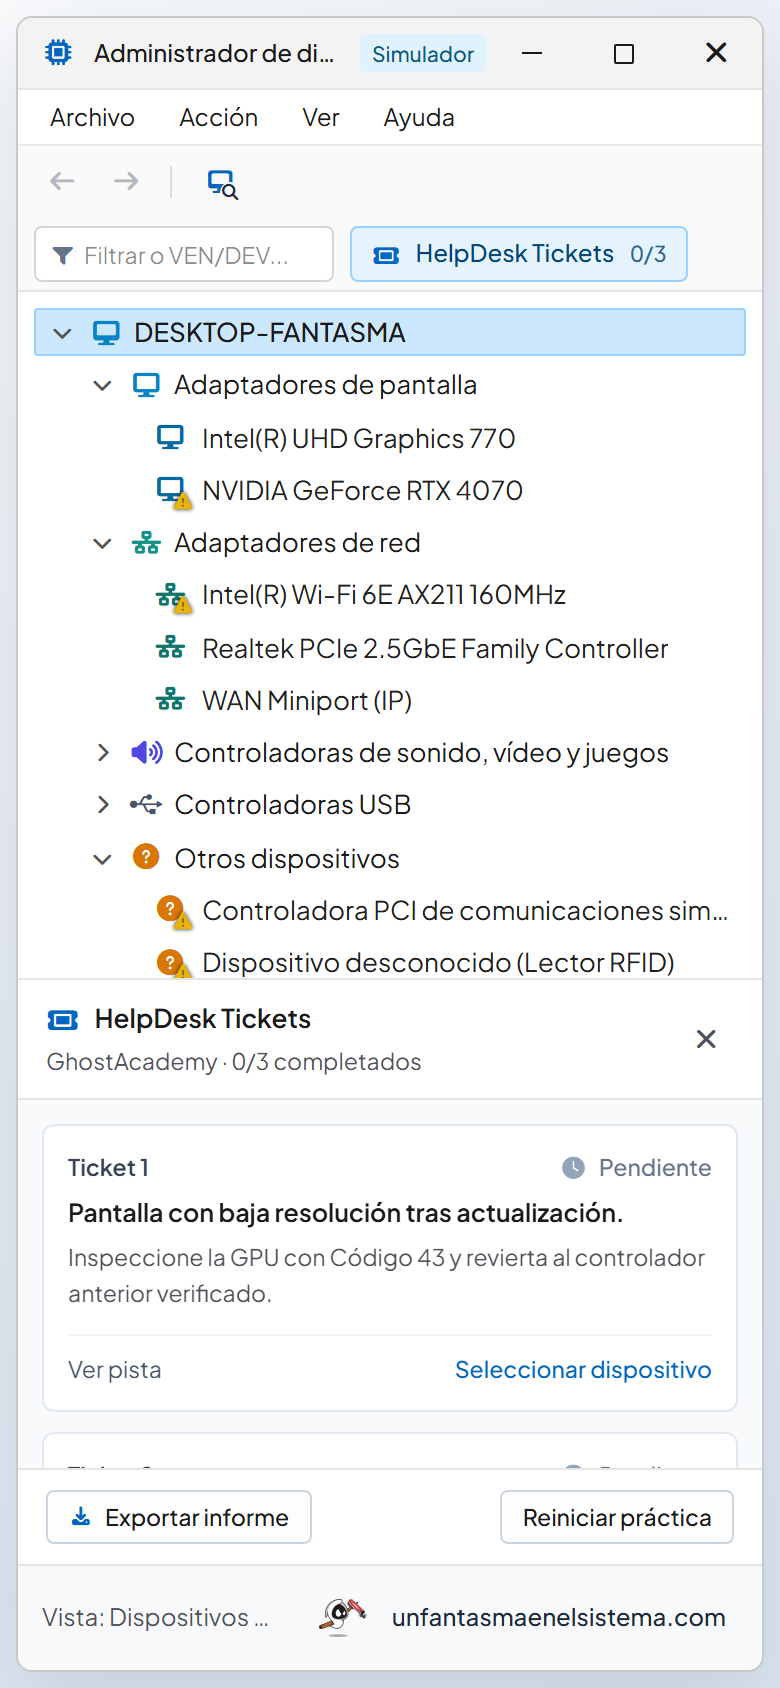 Administrador de di...
Simulador
Archivo Acción Ver Ayuda
Filtrar o VEN/DEV...
HelpDesk Tickets 0/3
DESKTOP-FANTASMA
Adaptadores de pantalla
Intel(R) UHD Graphics 770
NVIDIA GeForce RTX 4070
Adaptadores de red
Intel(R) Wi-Fi 6E AX211 160MHz
Realtek PCIe 2.5GbE Family Controller
WAN Miniport (IP)
Controladoras de sonido, vídeo y juegos
Controladoras USB
Otros dispositivos
Controladora PCI de comunicaciones sim...
Dispositivo desconocido (Lector RFID)
HelpDesk Tickets
GhostAcademy · 0/3 completados
Ticket 1
Pendiente
Pantalla con baja resolución tras actualización.
Inspeccione la GPU con Código 43 y revierta al controlador
anterior verificado.
Ver pista
Seleccionar dispositivo
Exportar informe
Reiniciar práctica
Vista: Dispositivos ...
unfantasmaenelsistema.com